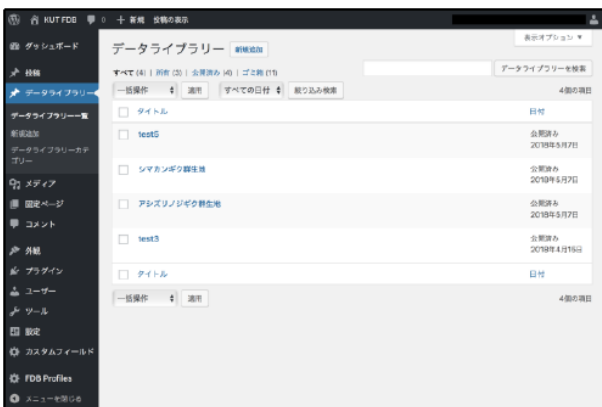 KUT FDB 0 新規 投稿の表示
ダッシュボード
投稿
データライブラリー
データライブラリー一覧
新規追加
データライブラリーカテ
ゴリー
メディア
固定ページ
コメント
外観
プラグイン
ユーザー
ツール
設定
カスタムフィールド
FDB Profiles
メニューを閉じる
表示オプション ▼
データライブラリー 新規追加
すべて (4) | 所有 (3) | 公開済み (4) | ゴミ箱 (11)
データライブラリーを検索
一括操作 適用 すべての日付 絞り込み検索 4個の項目
タイトル 日付
test5 公開済み
2018年5月7日
シマカンギク群生地 公開済み
2018年5月7日
アシズリノジギク群生地 公開済み
2018年5月7日
test3 公開済み
2018年4月16日
タイトル 日付
一括操作 適用 4個の項目